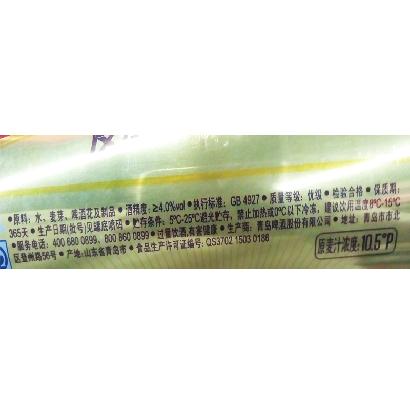 ●原料：水、麦芽、啤酒花及制品 ●酒精度：≥4.0%vol ●执行标准：GB 4927 ●质量等级：优级 ●检验合格 ●保质期：
365天 ●生产日期(批号)见罐底喷码 ●贮存条件：5℃-25℃避光贮存，禁止加热或0℃以下冷冻，建议饮用温度8℃-15℃
●服务电话：400 680 0899、800 860 0899 ●过量饮酒,有害健康 ●生产商：青岛啤酒股份有限公司 ●地址：青岛市市北
区登州路56号 ●产地：山东省青岛市 ●食品生产许可证编号：QS3702 1503 0186
原麦汁浓度：10.5°P